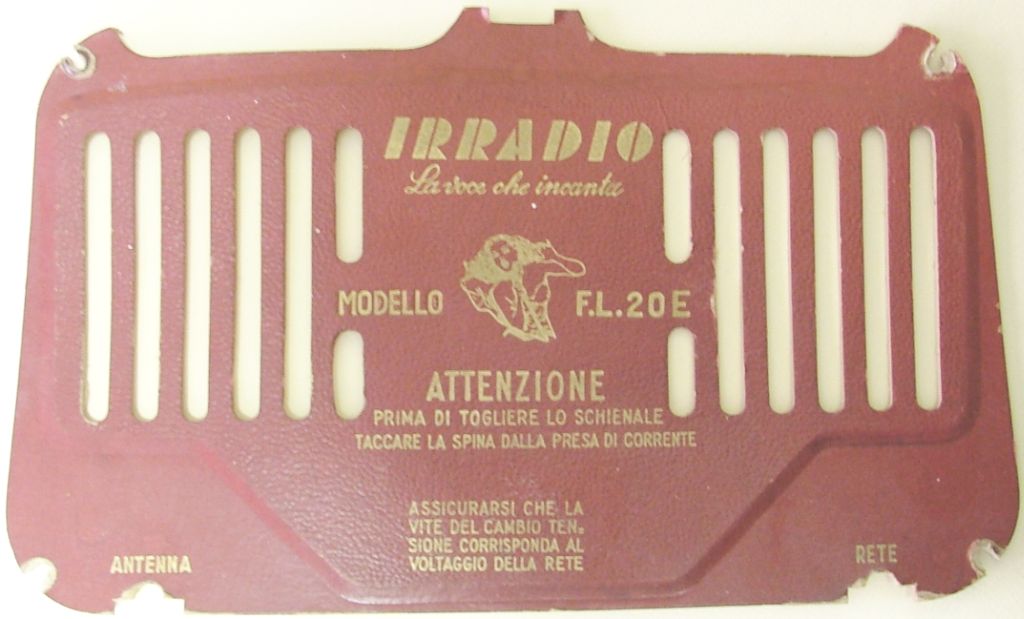 IRRADIO
La voce che incanta
MODELLO F.L.20E
ATTENZIONE
PRIMA DI TOGLIERE LO SCHIENALE
TACCARE LA SPINA DALLA PRESA DI CORRENTE
ASSICURARSI CHE LA
VITE DEL CAMBIO TEN=
SIONE CORRISPONDA AL
VOLTAGGIO DELLA RETE
ANTENNA
RETE